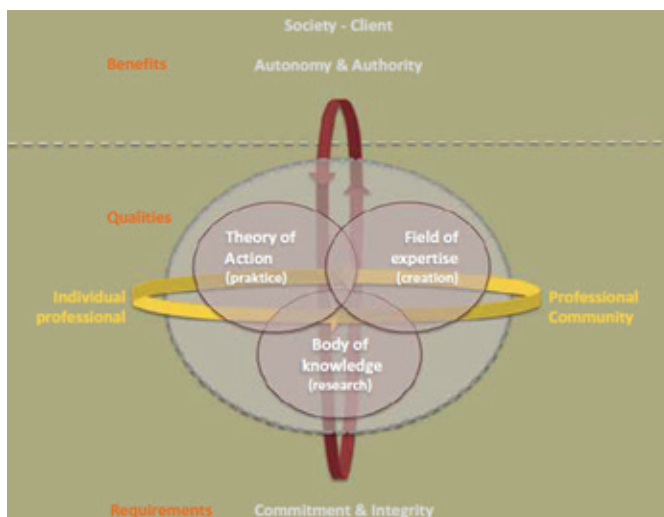 Society - Client
Benefits
Autonomy & Authority
Qualities
Theory of
Action
(praktice)
Field of
expertise
(creation)
Individual
professional
Professional
Community
Body of
knowledge
(research)
Requirements
Commitment & Integrity